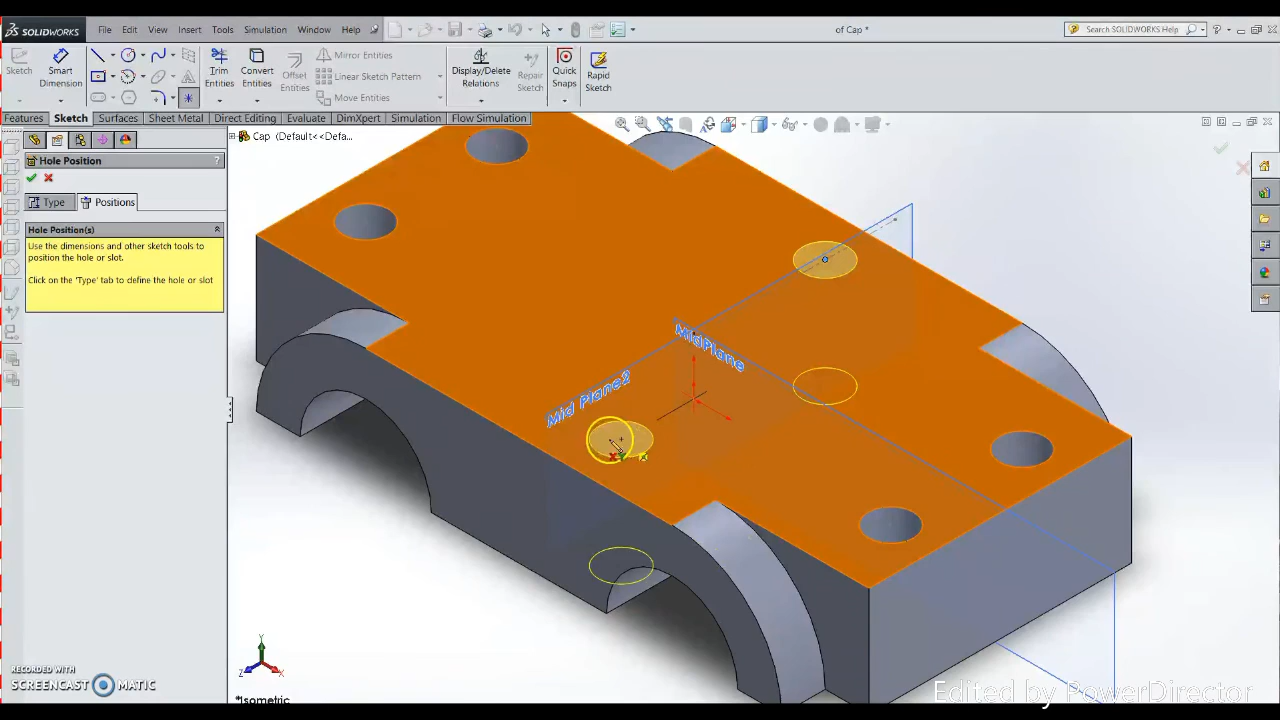 SOLIDWORKS File Edit View Insert Tools Simulation Window Help of Cap * Search SOLIDWORKS Help
Sketch Smart Dimension Trim Entities Convert Entities Offset Entities Mirror Entities Linear Sketch Pattern Move Entities Display/Delete Relations Repair Sketch Quick Snaps Rapid Sketch
Features Sketch Surfaces Sheet Metal Direct Editing Evaluate DimXpert Simulation Flow Simulation
Cap (Default<<Defa...
Hole Position ?
Type Positions
Hole Position(s)
Use the dimensions and other sketch tools to
position the hole or slot.
Click on the 'Type' tab to define the hole or slot
MidPlane
Mid Plane2
Y
Z X
*Isometric
RECORDED WITH
SCREENCAST MATIC
Edited by PowerDirector